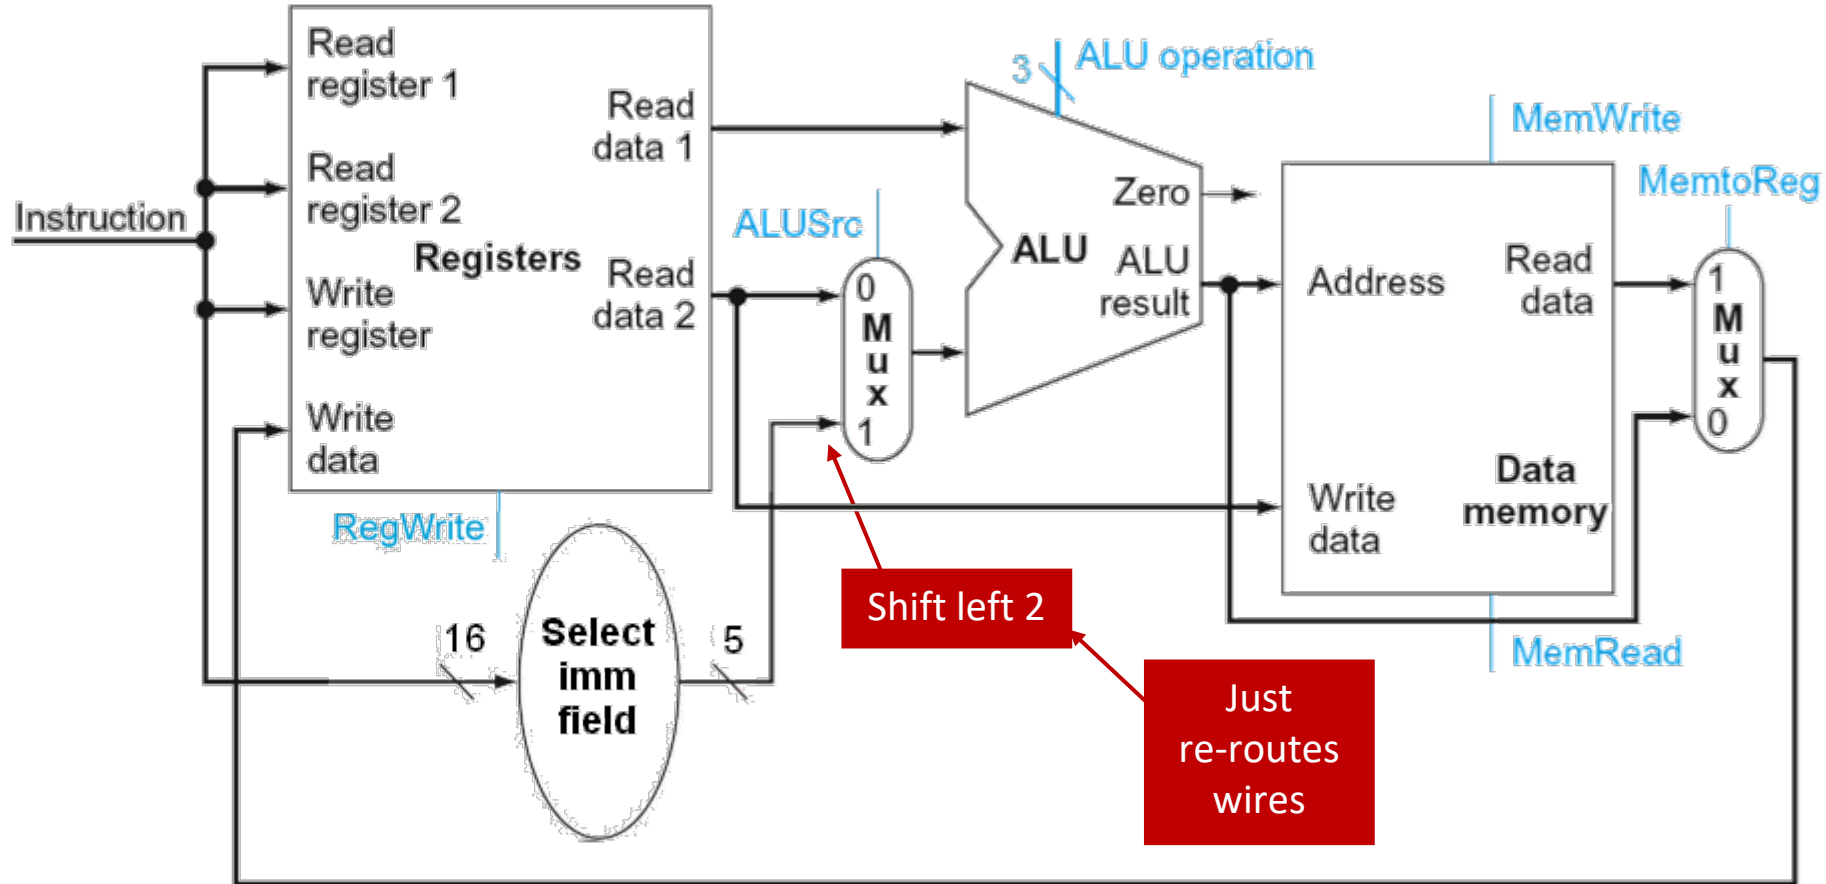 Instruction
Read
register 1
Read
register 2
Registers
Write
register
Write
data
Read
data 1
Read
data 2
RegWrite
16
Select
imm
field
5
ALUSrc
0
M
u
x
1
3
ALU operation
Zero
ALU
ALU
result
Shift left 2
Just
re-routes
wires
MemWrite
Address
Read
data
Write
data
Data
memory
MemRead
MemtoReg
1
M
u
x
0